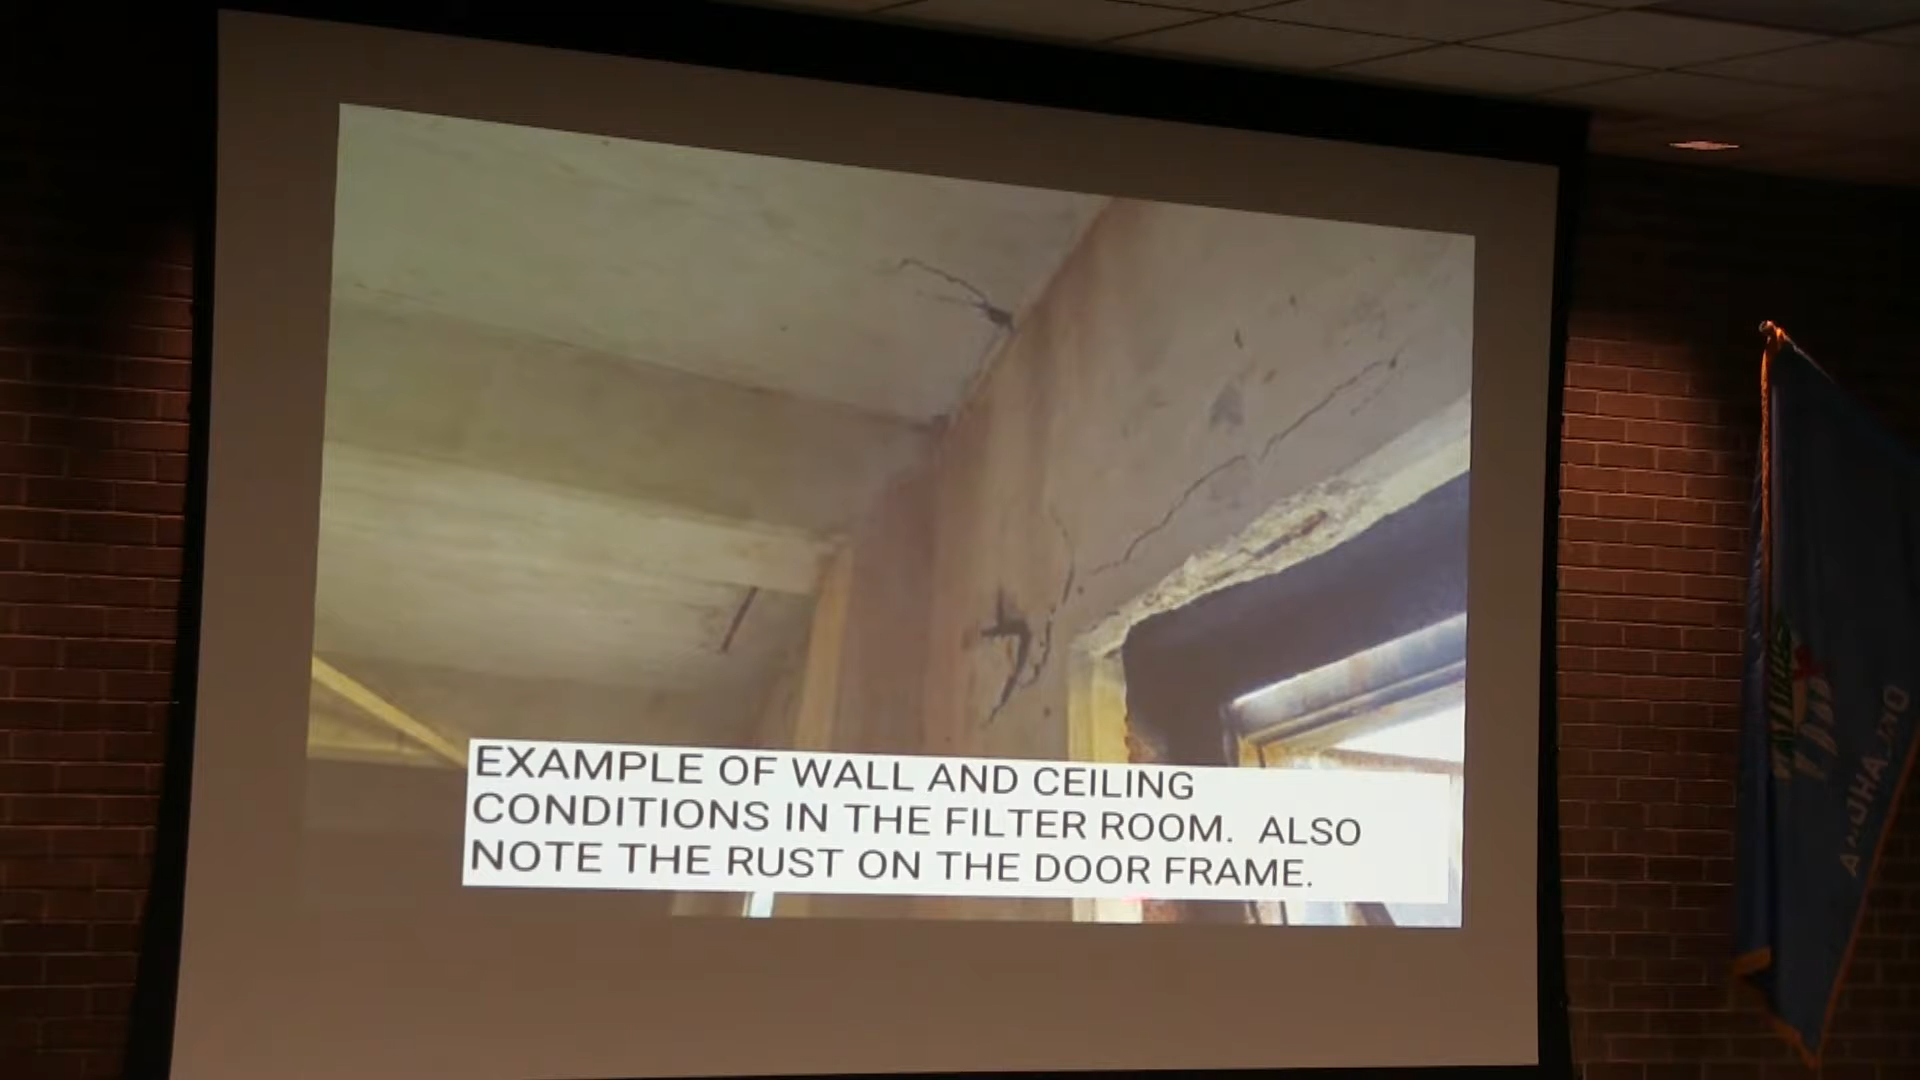 EXAMPLE OF WALL AND CEILING
CONDITIONS IN THE FILTER ROOM. ALSO
NOTE THE RUST ON THE DOOR FRAME.